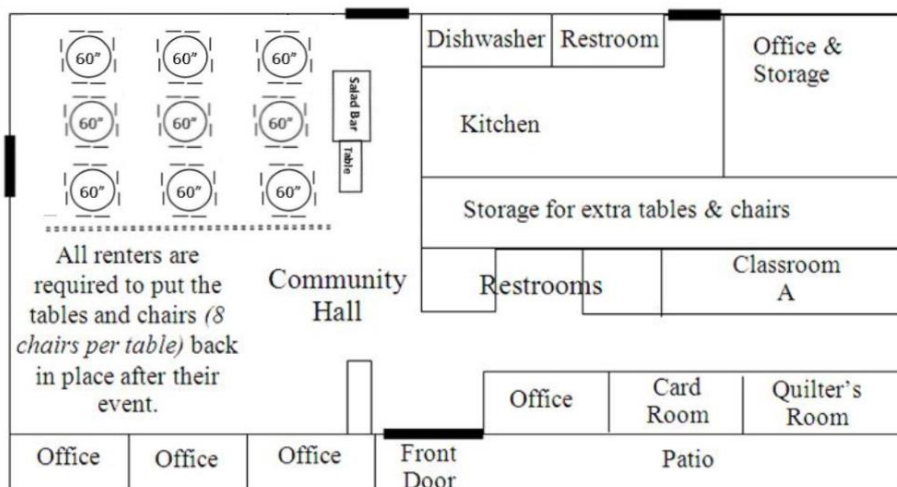 Dishwasher
Restroom
Office &
Storage
60"
60"
60"
60"
60"
60"
60"
60"
60"
Salad Bar
Table
Kitchen
Storage for extra tables & chairs
All renters are
required to put the
tables and chairs (8
chairs per table) back
in place after their
event.
Community
Hall
Restrooms
Classroom
A
Office
Card
Room
Quilter's
Room
Office
Office
Office
Front
Door
Patio